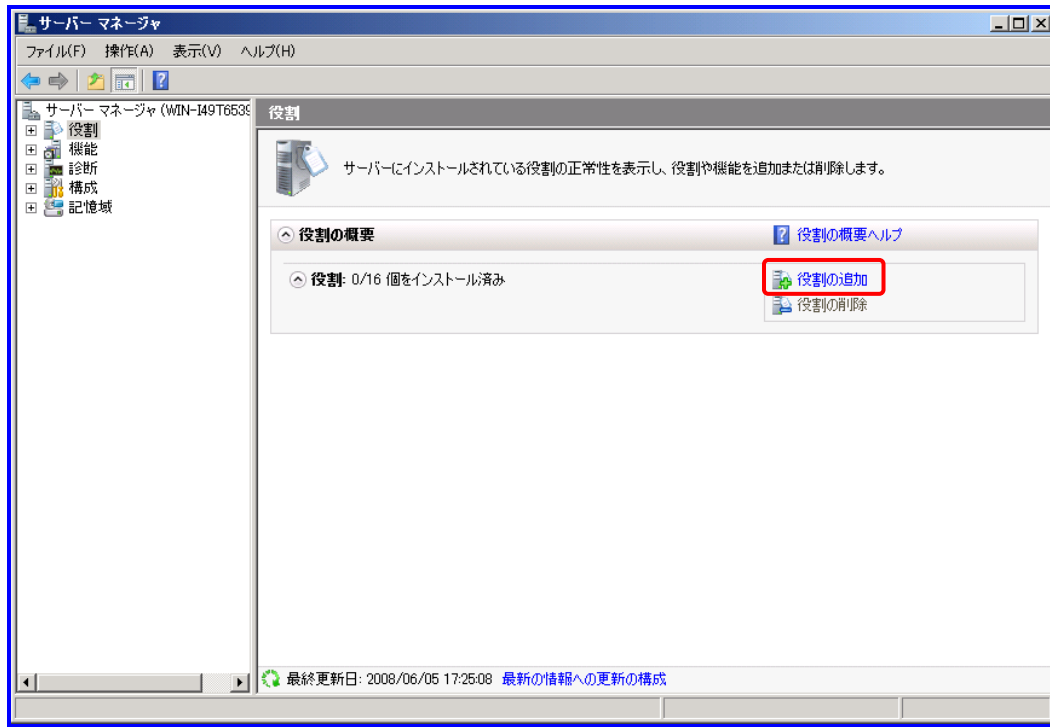 サーバー マネージャ
ファイル(F) 操作(A) 表示(V) ヘルプ(H)
サーバー マネージャ (WIN-I49T6539
役割
機能
診断
構成
記憶域
役割
サーバーにインストールされている役割の正常性を表示し、役割や機能を追加または削除します。
役割の概要
役割の概要ヘルプ
役割: 0/16 個をインストール済み
役割の追加
役割の削除
最終更新日: 2008/06/05 17:25:08 最新の情報への更新の構成